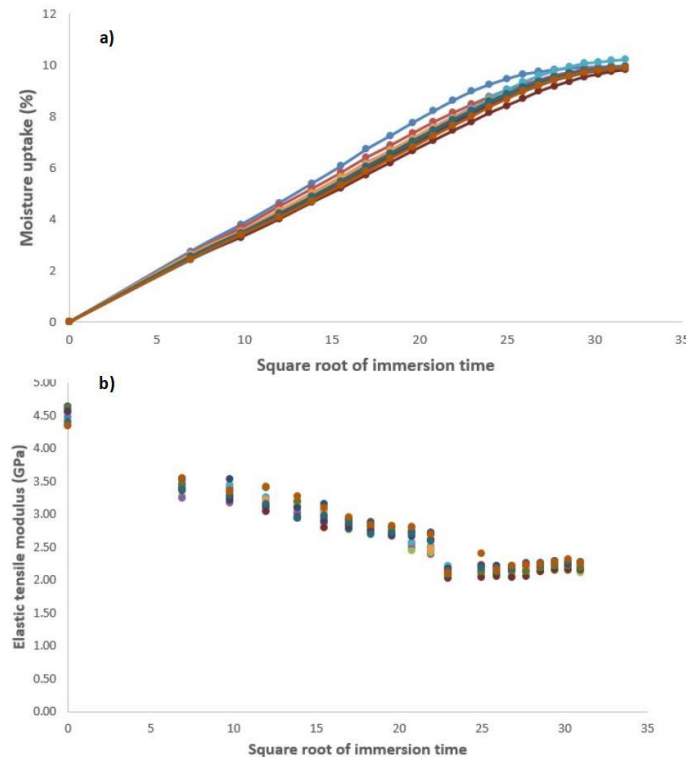 a)
12
10
8
6
4
2
0
Moisture uptake (%)
0 5 10 15 20 25 30 35
Square root of immersion time
b)
5.00
4.50
4.00
3.50
3.00
2.50
2.00
1.50
1.00
0.50
0.00
Elastic tensile modulus (GPa)
0 5 10 15 20 25 30 35
Square root of immersion time